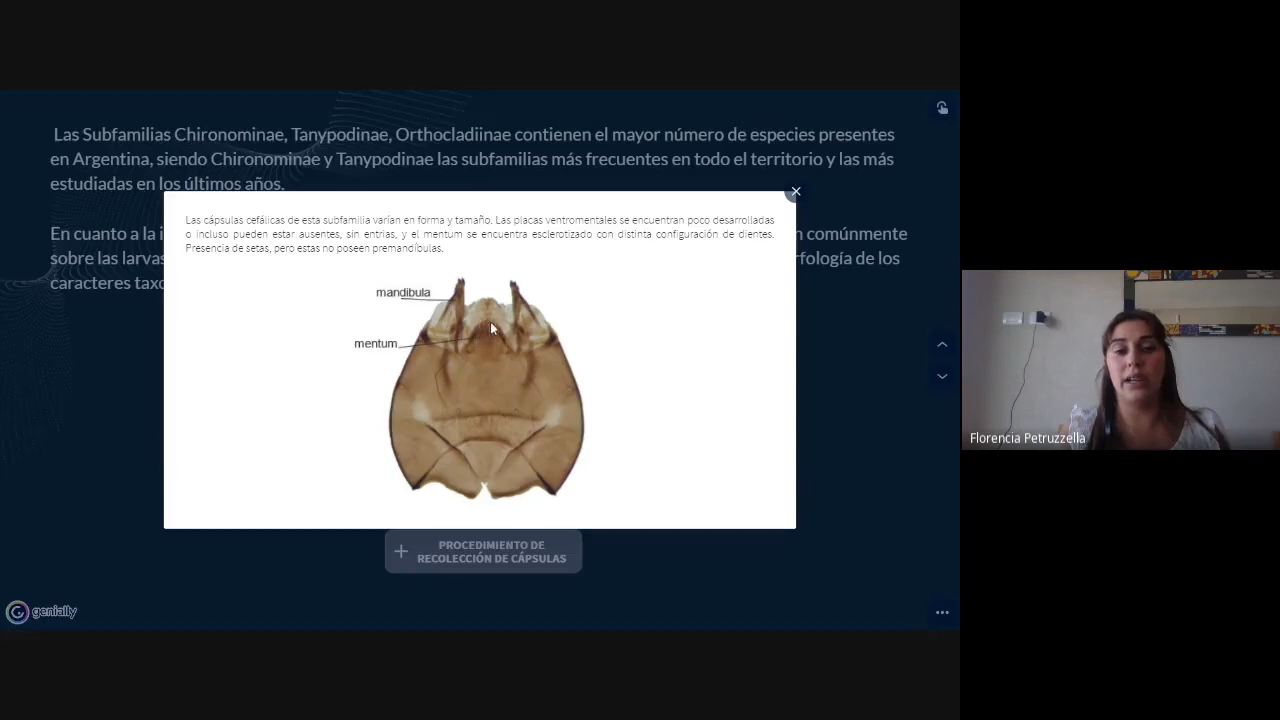 Las Subfamilias Chironominae, Tanypodinae, Orthocladiinae contienen el mayor número de especies presentes
en Argentina, siendo Chironominae y Tanypodinae las subfamilias más frecuentes en todo el territorio y las más
estudiadas en los últimos años.
Las cápsulas cefálicas de esta subfamilia varían en forma y tamaño. Las placas ventromentales se encuentran poco desarrolladas
o incluso pueden estar ausentes, sin entrias, y el mentum se encuentra esclerotizado con distinta configuración de dientes.
Presencia de setas, pero estas no poseen premandíbulas.
En cuanto a la
comúnmente
sobre las larvas
de los
caracteres
mandibula
mentum
PROCEDIMIENTO DE
RECOLECCIÓN DE CÁPSULAS
genially
Florencia Petruzzella